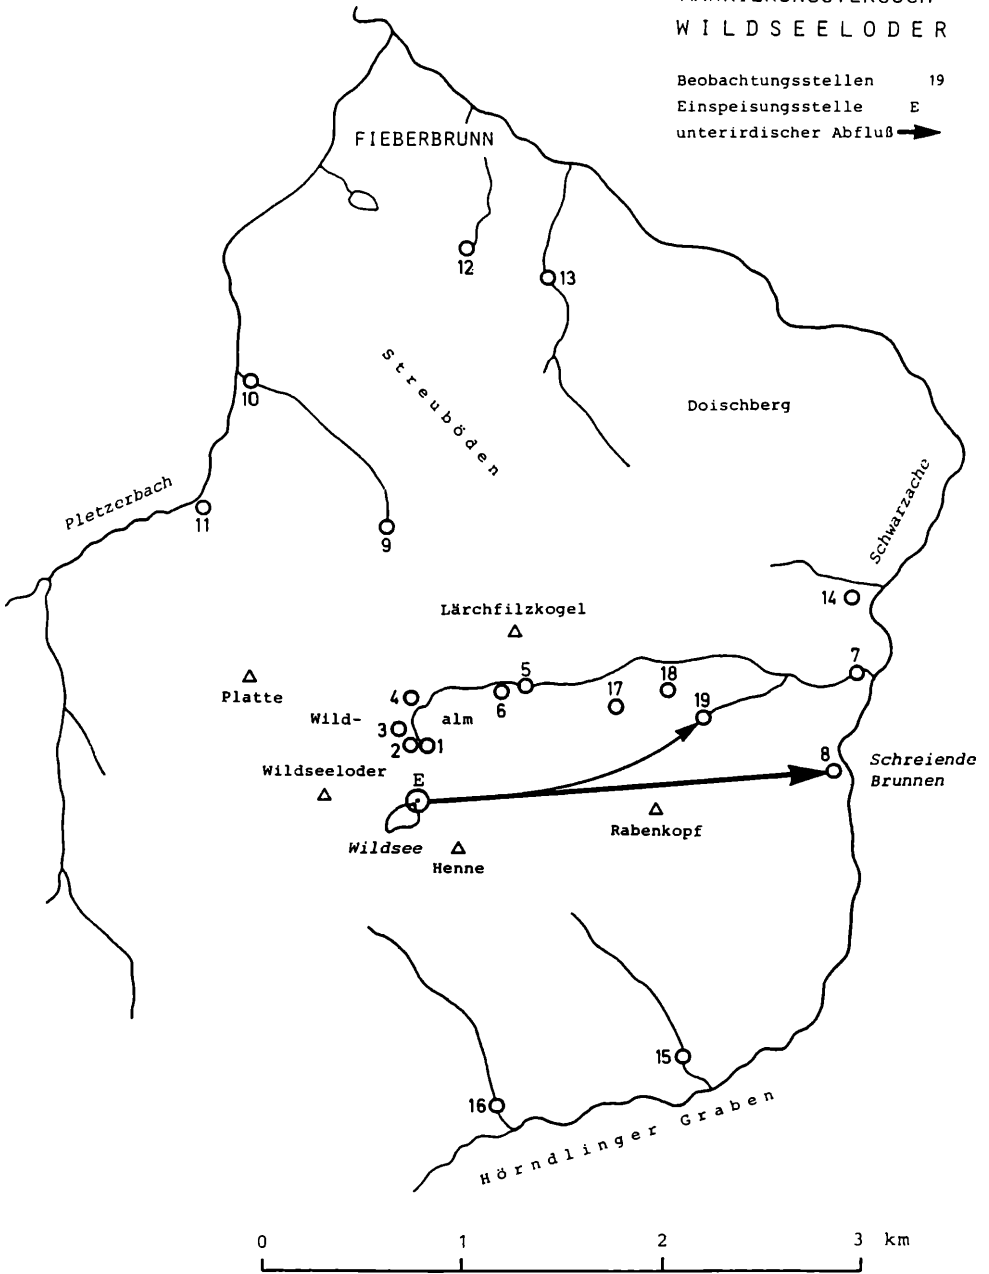 WILDSEELODER
Beobachtungsstellen 19
Einspeisungsstelle E
unterirdischer Abfluß
FIEBERBRUNN
12
13
Streuböden
10
Doischberg
Pletzerbach
11
9
Schwarzache
14
Lärchfilzkogel
7
5
18
Platte
4
6
17
19
Wild-
alm
3
2
1
8
Schreiende
Brunnen
Wildseeloder
E
Rabenkopf
Wildsee
Henne
15
16
Hörndlinger Graben
0 1 2 3 km